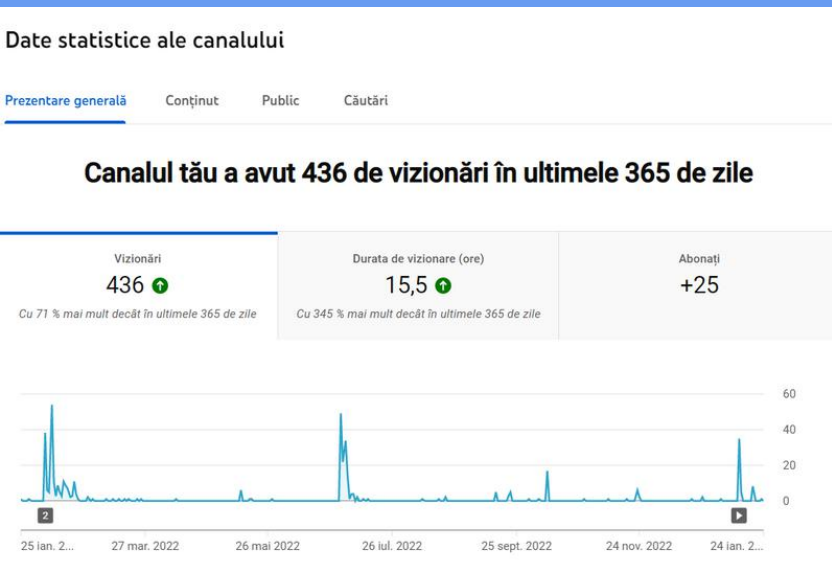 Date statistice ale canalului
Prezentare generală Conținut Public Căutări
Canalul tău a avut 436 de vizionări în ultimele 365 de zile
Vizionări Durata de vizionare (ore) Abonați
436 15,5 +25
Cu 71 % mai mult decât în ultimele 365 de zile Cu 345 % mai mult decât în ultimele 365 de zile
60
40
20
0
2
25 ian. 2... 27 mar. 2022 26 mai 2022 26 iul. 2022 25 sept. 2022 24 nov. 2022 24 ian. 2...